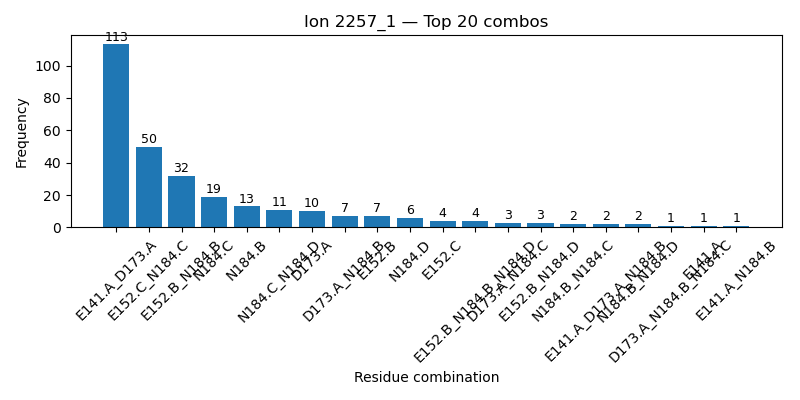 Ion 2257_1 — Top 20 combos
Frequency
100
80
60
40
20
0
113
50
32
19
13
11
10
7
7
6
4
4
3
3
2
2
2
1
1
1
E141.A_D173.A
E152.C_N184.C
E152.B_N184.B
N184.C
N184.B
N184.C_N184.D
D173.A
D173.A_N184.B
E152.B
N184.D
E152.C
E152.B_N184.B_N184.D
D173.A_N184.C
E152.B_N184.D
N184.B_N184.C
E141.A_D173.A_N184.B
N184.B_N184.D
D173.A_N184.B_N184.C
E141.A
E141.A_N184.B
Residue combination